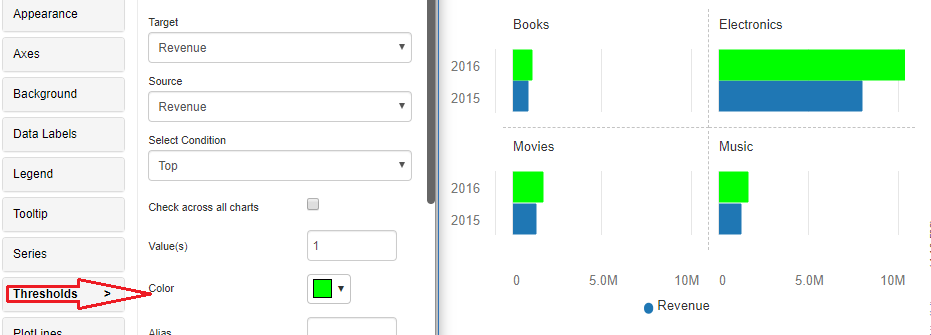 Appearance
Axes
Background
Data Labels
Legend
Tooltip
Series
Thresholds >
PlotLines
Target
Revenue
Source
Revenue
Select Condition
Top
Check across all charts
Value(s) 1
Color
Alias
Books Electronics
2016
2015
Movies Music
2016
2015
0 5.0M 10M 0 5.0M 10M
Revenue